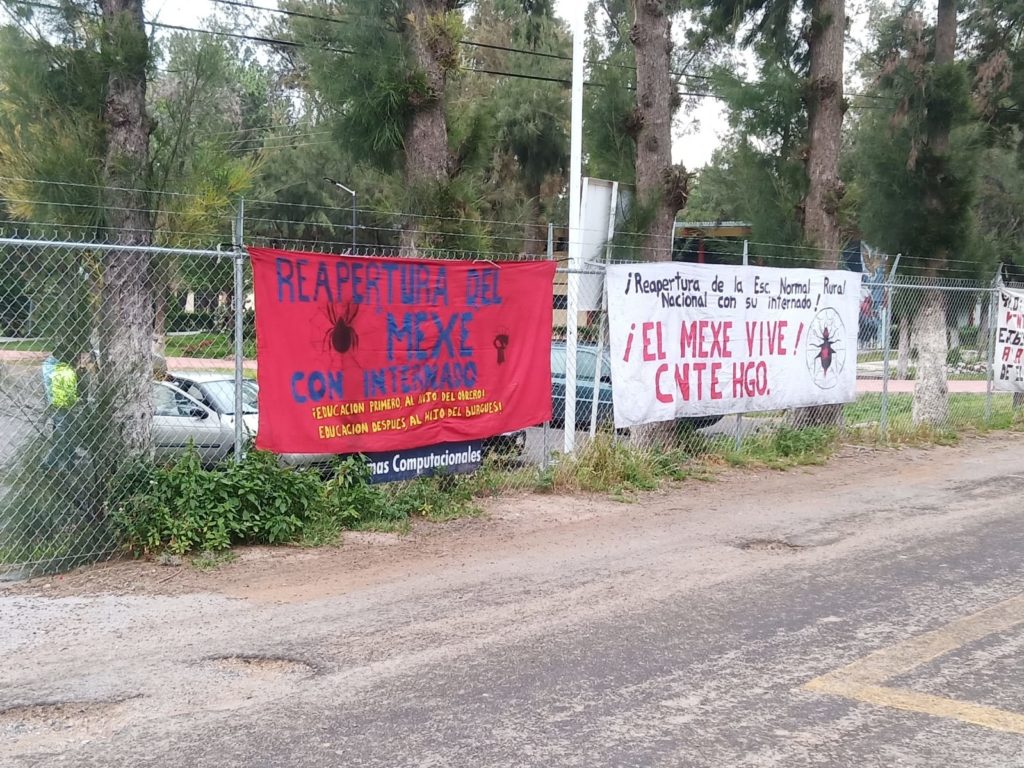 REAPERTURA DEL
MEXE
CON INTERNADO
¡EDUCACION PRIMERO, AL HIJO DEL OBRERO!
EDUCACION DESPUES, AL HIJO DEL BURGUES!
mas Computacionales
¡Reapertura de la Esc. Normal Rural
Nacional con su internado!
¡EL MEXE VIVE!
CNTE HGO.